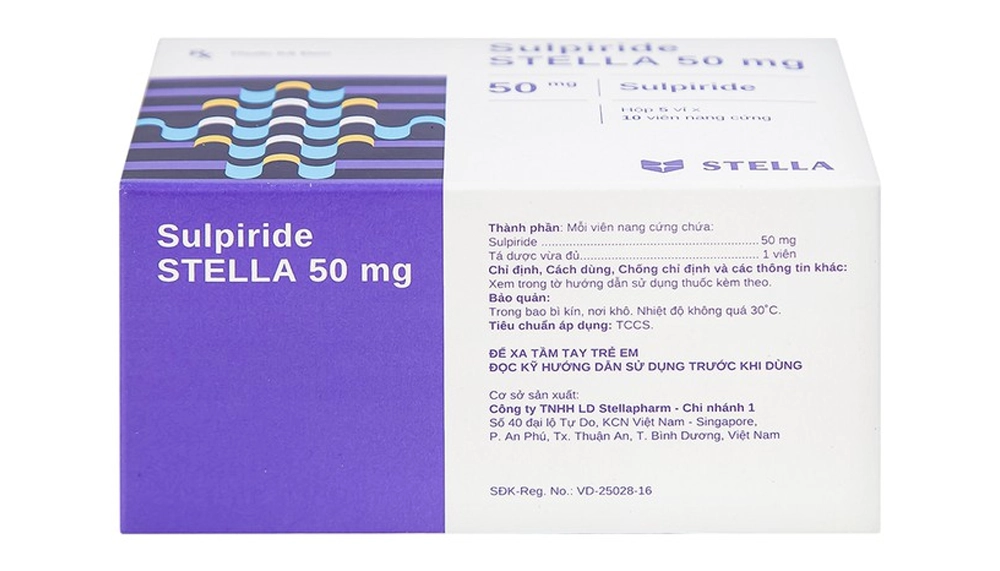 Rx Thuốc kê đơn
Sulpiride
STELLA 50 mg
50 mg
Sulpiride
Hộp 5 vỉ x
10 viên nang cứng
STELLA
Sulpiride
STELLA 50 mg
Thành phần: Mỗi viên nang cứng chứa:
Sulpiride ................................................................ 50 mg
Tá dược vừa đủ..................................................... 1 viên
Chỉ định, Cách dùng, Chống chỉ định và các thông tin khác:
Xem trong tờ hướng dẫn sử dụng thuốc kèm theo.
Bảo quản:
Trong bao bì kín, nơi khô. Nhiệt độ không quá 30°C.
Tiêu chuẩn áp dụng: TCCS.
ĐỂ XA TẦM TAY TRẺ EM
ĐỌC KỸ HƯỚNG DẪN SỬ DỤNG TRƯỚC KHI DÙNG
Cơ sở sản xuất:
Công ty TNHH LD Stellapharm - Chi nhánh 1
Số 40 đại lộ Tự Do, KCN Việt Nam - Singapore,
P. An Phú, Tx. Thuận An, T. Bình Dương, Việt Nam
SĐK-Reg. No.: VD-25028-16